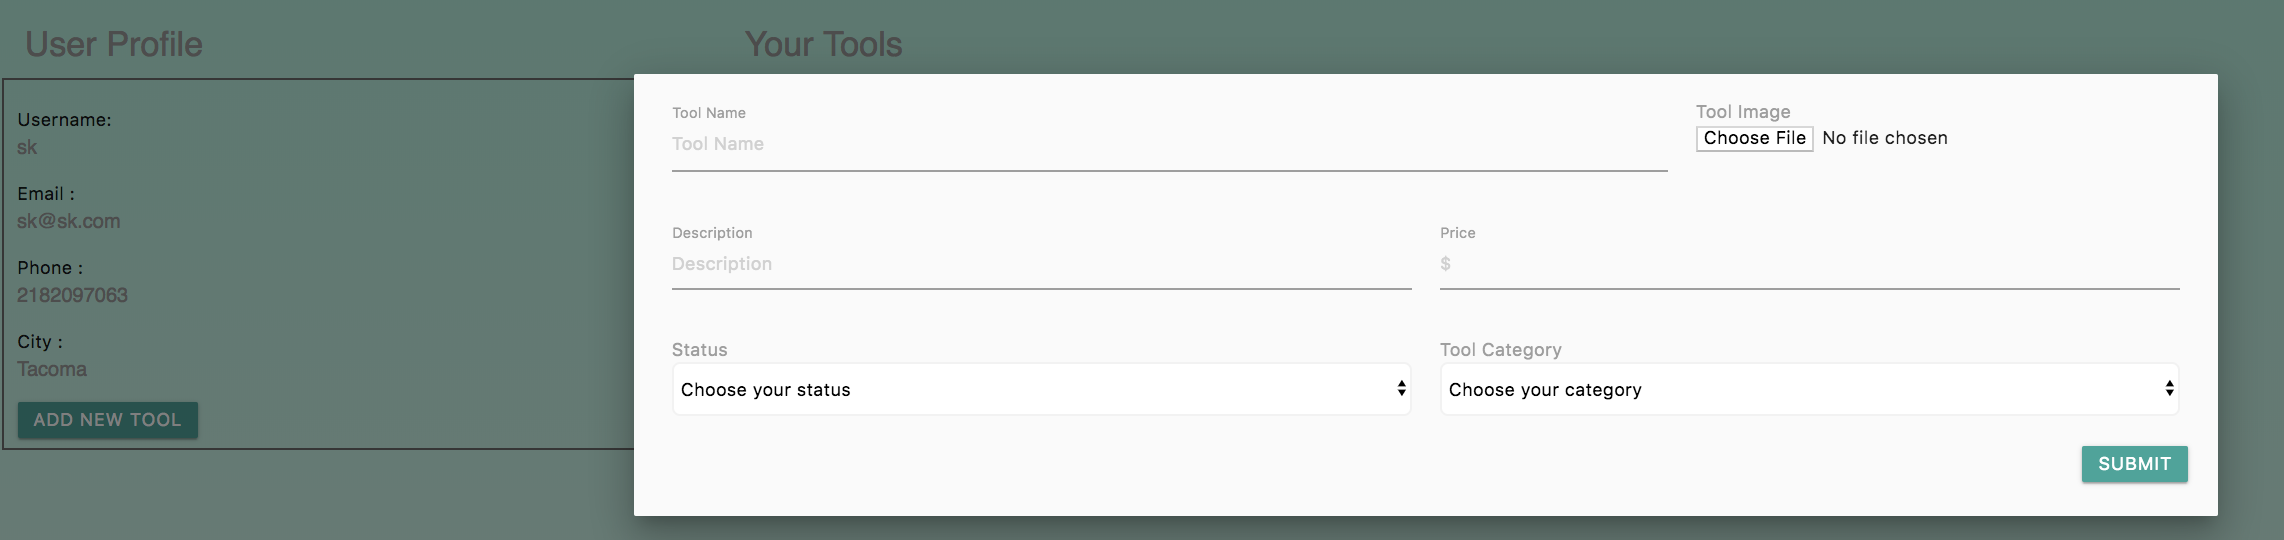 User Profile
Your Tools
Username:
sk
Email :
sk@sk.com
Phone :
2182097063
City :
Tacoma
ADD NEW TOOL
Tool Name
Tool Name
Tool Image
Choose File No file chosen
Description
Description
Price
$
Status
Choose your status
Tool Category
Choose your category
SUBMIT